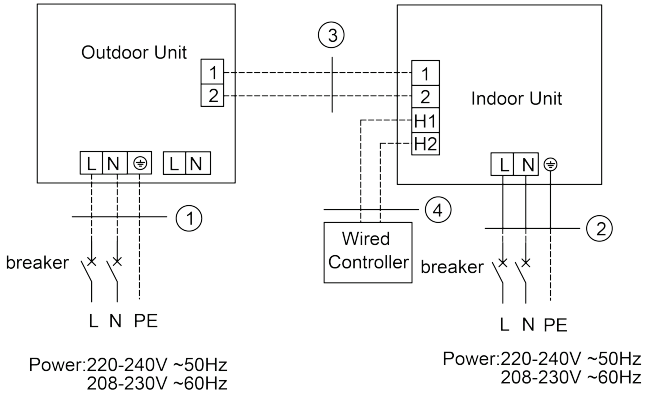 Outdoor Unit
1
2
L N ⏚ L N
1
breaker
L N PE
Power:220-240V ~50Hz
208-230V ~60Hz
3
1
2
H1
H2
Indoor Unit
L N ⏚
4
Wired
Controller
2
breaker
L N PE
Power:220-240V ~50Hz
208-230V ~60Hz